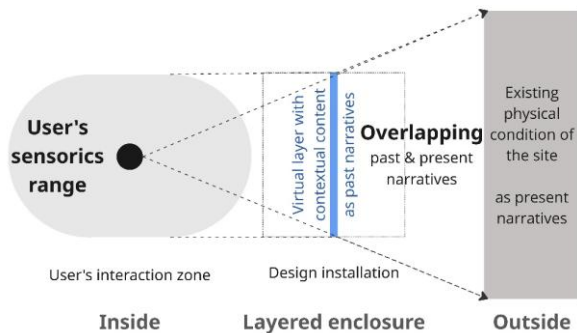 User's
sensorics
range
Virtual layer with
contextual content
as past narratives
Overlapping
past & present
narratives
Existing
physical
condition of
the site
as present
narratives
User's interaction zone
Design installation
Inside
Layered enclosure
Outside